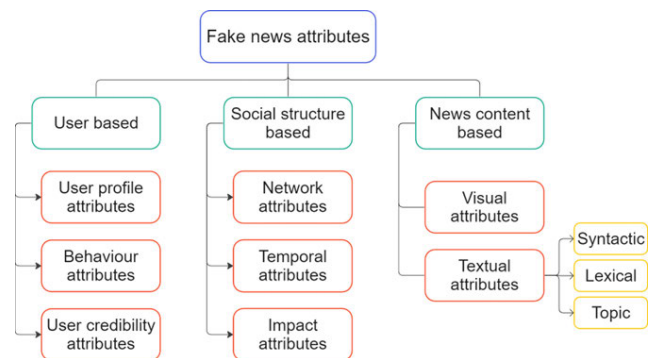 Fake news attributes
User based
Social structure
based
News content
based
User profile
attributes
Network
attributes
Visual
attributes
Behaviour
attributes
Temporal
attributes
Textual
attributes
Syntactic
Lexical
Topic
User credibility
attributes
Impact
attributes